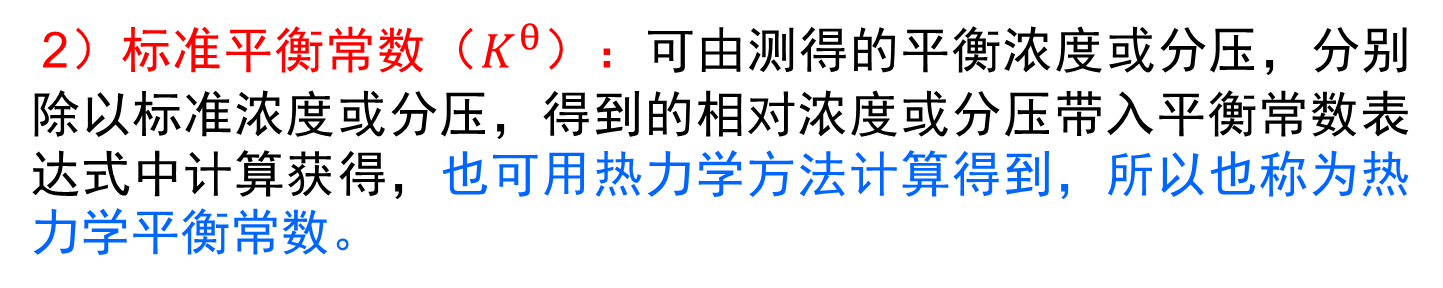 2）标准平衡常数（K^θ）：可由测得的平衡浓度或分压，分别
除以标准浓度或分压，得到的相对浓度或分压带入平衡常数表
达式中计算获得，也可用热力学方法计算得到，所以也称为热
力学平衡常数。